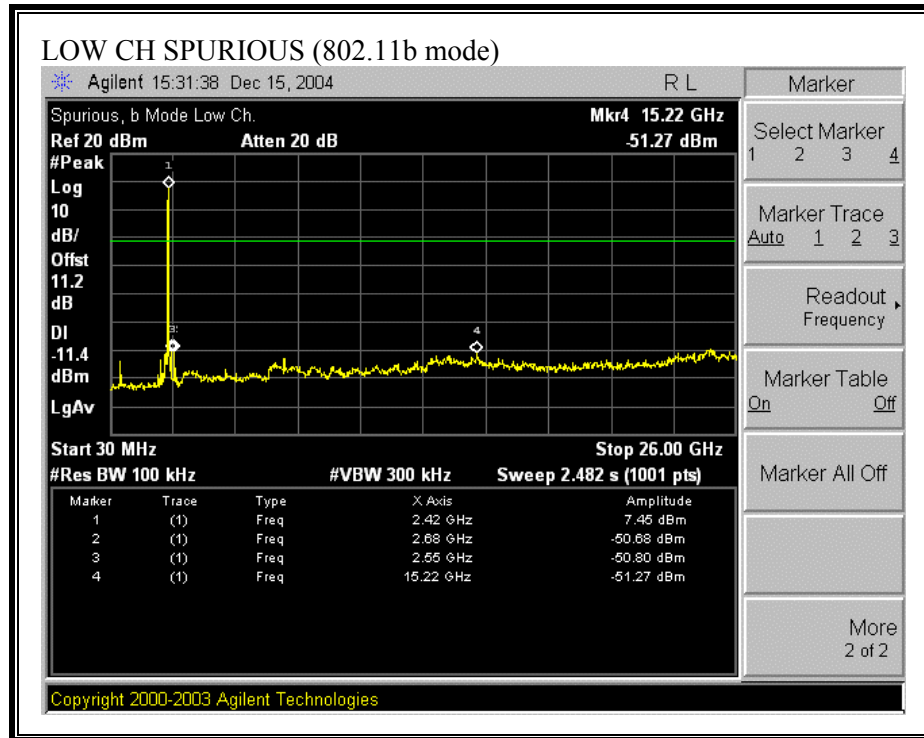 LOW CH SPURIOUS (802.11b mode)
Agilent 15:31:38 Dec 15, 2004 R L
Marker
Spurious, b Mode Low Ch. Mkr4 15.22 GHz
Ref 20 dBm Atten 20 dB -51.27 dBm
#Peak
Log
10
dB/
Offst
11.2
dB
DI
-11.4
dBm
LgAv
1
3
4
Start 30 MHz Stop 26.00 GHz
#Res BW 100 kHz #VBW 300 kHz Sweep 2.482 s (1001 pts)
Marker Trace Type X Axis Amplitude
1 (1) Freq 2.42 GHz 7.45 dBm
2 (1) Freq 2.68 GHz -50.68 dBm
3 (1) Freq 2.55 GHz -50.80 dBm
4 (1) Freq 15.22 GHz -51.27 dBm
Select Marker
1 2 3 4
Marker Trace
Auto 1 2 3
Readout
Frequency
Marker Table
On Off
Marker All Off
More
2 of 2
Copyright 2000-2003 Agilent Technologies